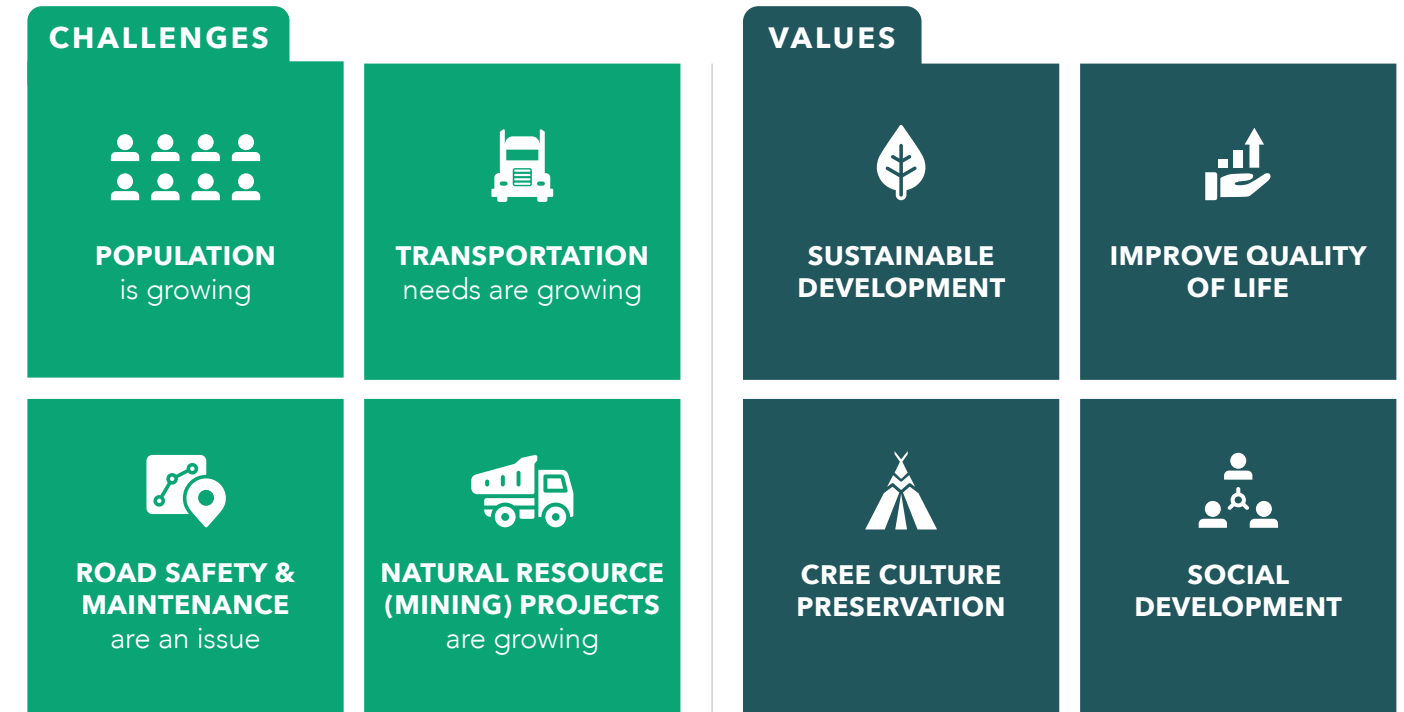 CHALLENGES
POPULATION
is growing
TRANSPORTATION
needs are growing
ROAD SAFETY &
MAINTENANCE
are an issue
NATURAL RESOURCE
(MINING) PROJECTS
are growing
VALUES
SUSTAINABLE
DEVELOPMENT
IMPROVE QUALITY
OF LIFE
CREE CULTURE
PRESERVATION
SOCIAL
DEVELOPMENT